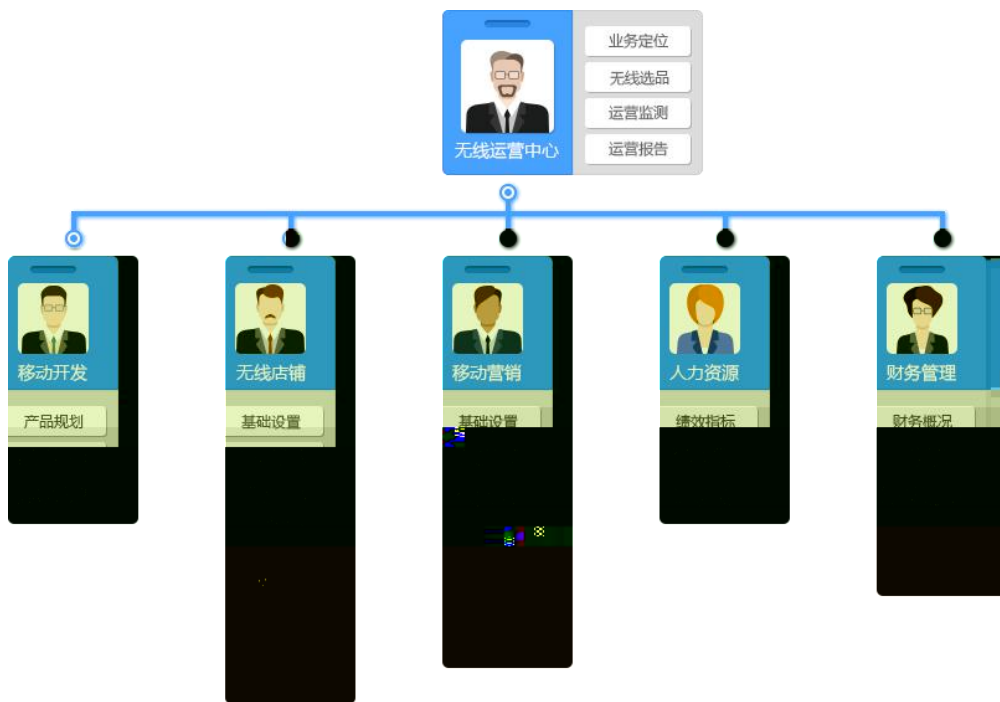 业务定位
无线选品
运营监测
运营报告
无线运营中心
移动开发
无线店铺
移动营销
人力资源
财务管理
产品规划
基础设置
基础设置
绩效指标
财务概况